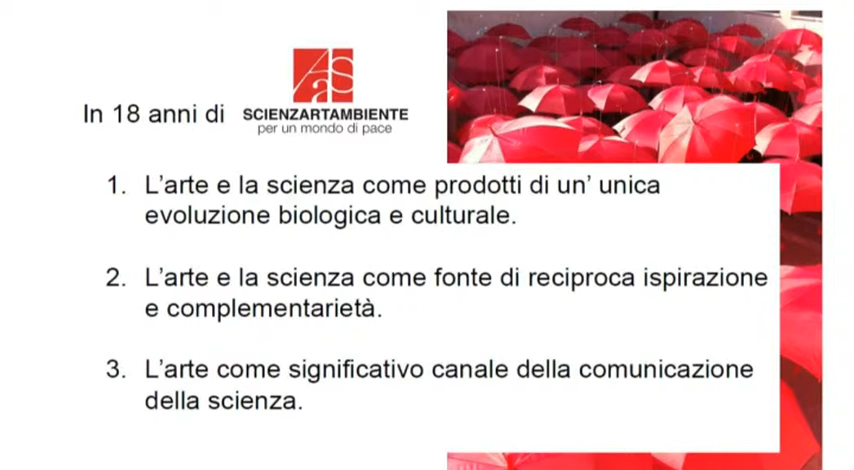 AaS
In 18 anni di SCIENZARTAMBIENTE
per un mondo di pace
1. L’arte e la scienza come prodotti di un’ unica
evoluzione biologica e culturale.
2. L’arte e la scienza come fonte di reciproca ispirazione
e complementarietà.
3. L’arte come significativo canale della comunicazione
della scienza.